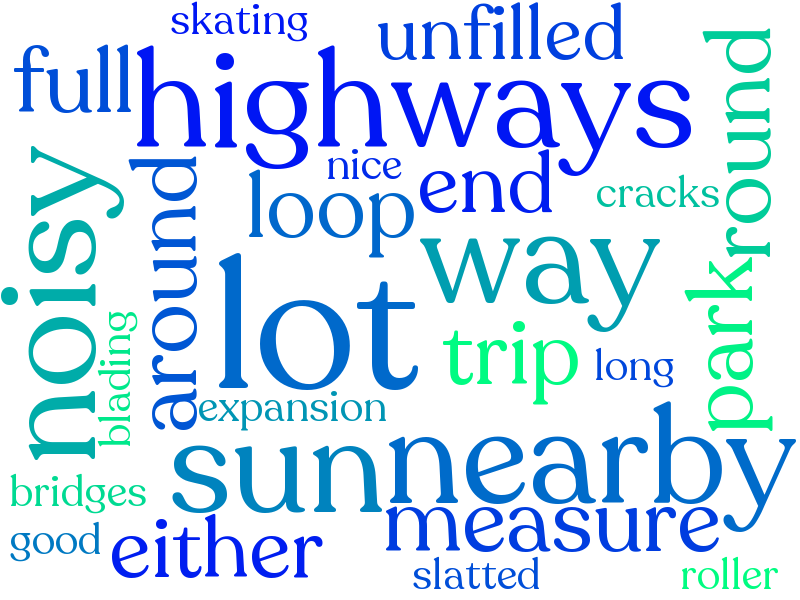 skating
unfilled
full
highways
round
nice
end
loop
cracks
around
noisy
way
lot
park
trip
long
blading
expansion
sun
nearby
bridges
measure
good
either
slatted
roller